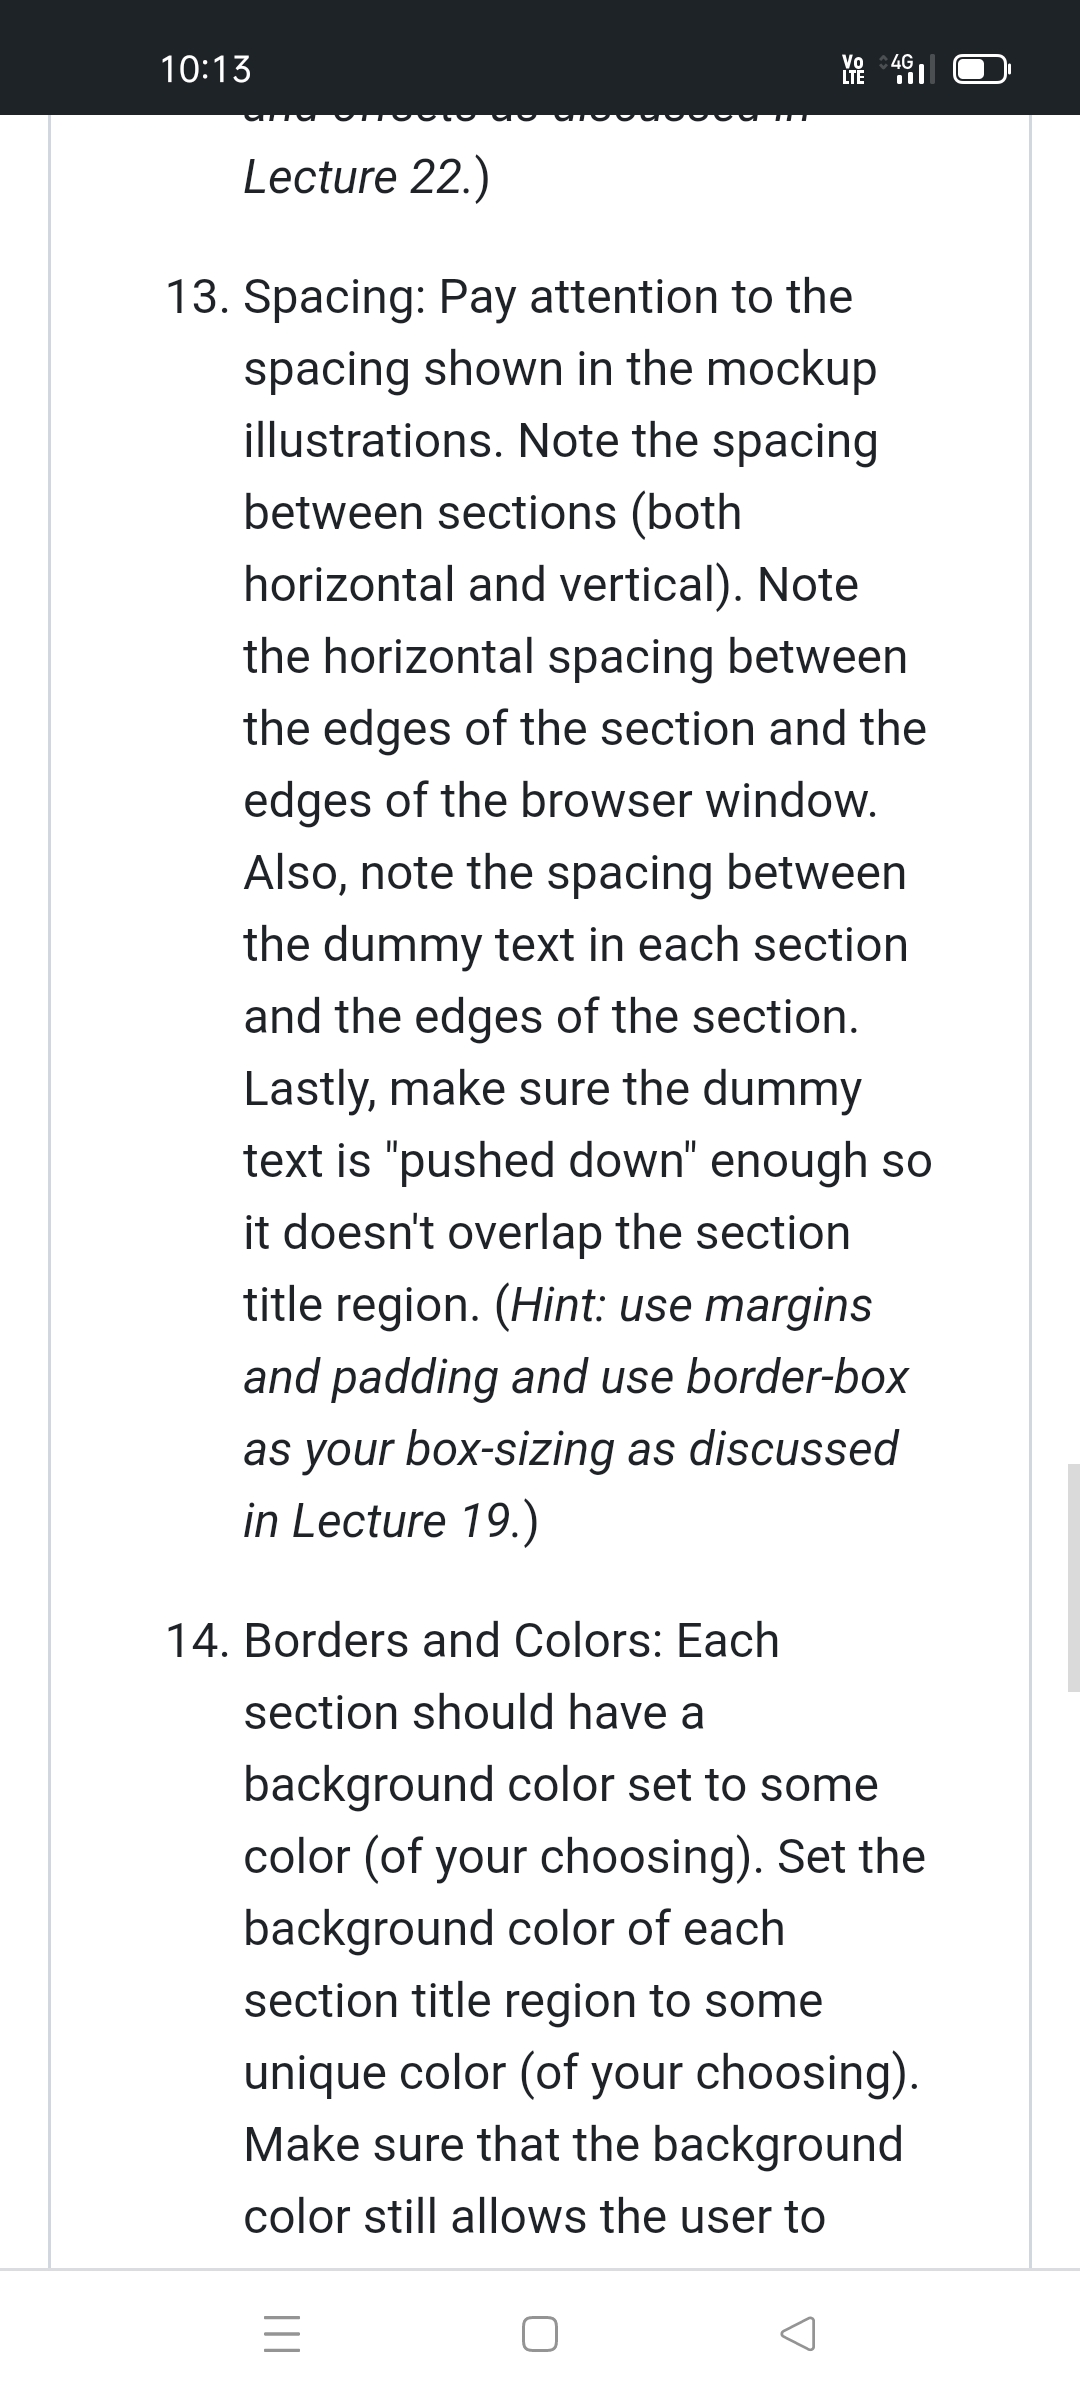 10:13
Vo LTE 4G
and offsets as discussed in
Lecture 22.)
13. Spacing: Pay attention to the
spacing shown in the mockup
illustrations. Note the spacing
between sections (both
horizontal and vertical). Note
the horizontal spacing between
the edges of the section and the
edges of the browser window.
Also, note the spacing between
the dummy text in each section
and the edges of the section.
Lastly, make sure the dummy
text is "pushed down" enough so
it doesn't overlap the section
title region. (Hint: use margins
and padding and use border-box
as your box-sizing as discussed
in Lecture 19.)
14. Borders and Colors: Each
section should have a
background color set to some
color (of your choosing). Set the
background color of each
section title region to some
unique color (of your choosing).
Make sure that the background
color still allows the user to